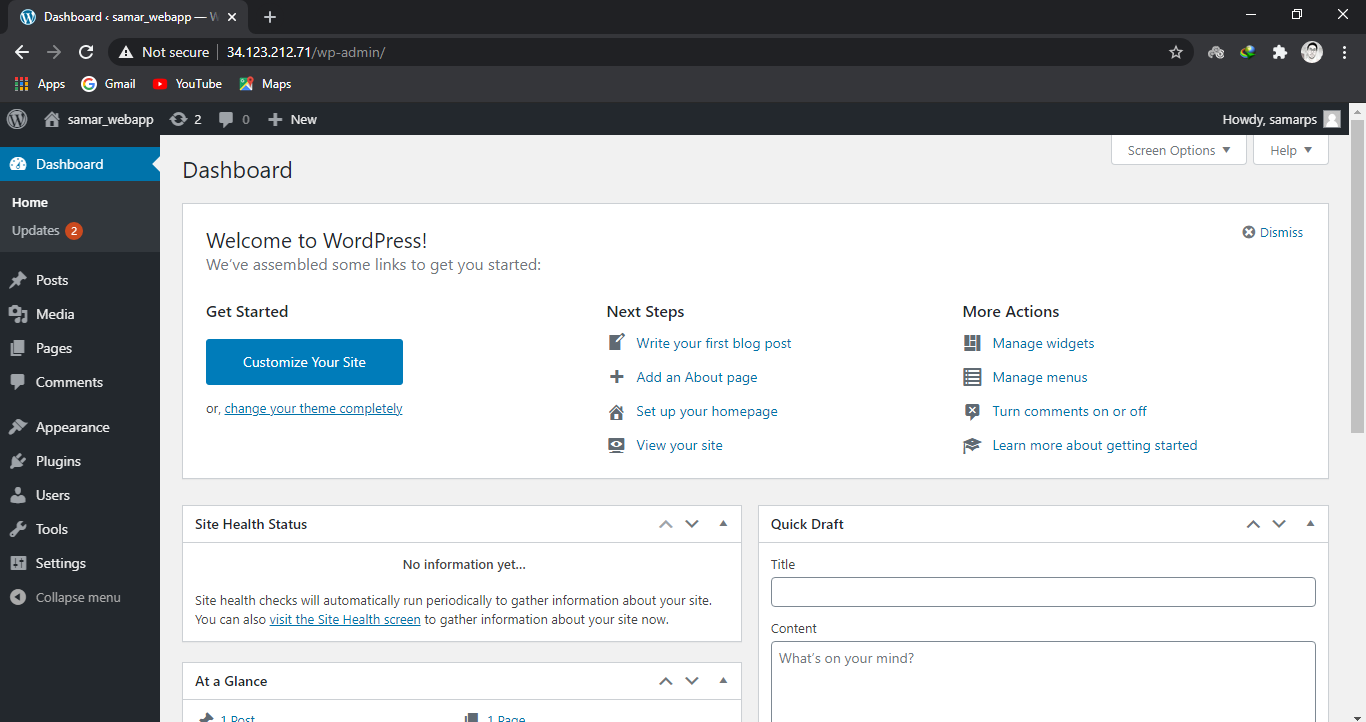 Dashboard ‹ samar_webapp — W
Not secure 34.123.212.71/wp-admin/
Apps Gmail YouTube Maps
samar_webapp 2 0 New Howdy, samarps
Dashboard
Home
Updates 2
Posts
Media
Pages
Comments
Appearance
Plugins
Users
Tools
Settings
Collapse menu
Screen Options Help
Dashboard
Welcome to WordPress!
We've assembled some links to get you started:
Dismiss
Get Started
Customize Your Site
or, change your theme completely
Next Steps
Write your first blog post
Add an About page
Set up your homepage
View your site
More Actions
Manage widgets
Manage menus
Turn comments on or off
Learn more about getting started
Site Health Status
No information yet...
Site health checks will automatically run periodically to gather information about your site.
You can also visit the Site Health screen to gather information about your site now.
At a Glance
1 Post 1 Page
Quick Draft
Title
Content
What's on your mind?